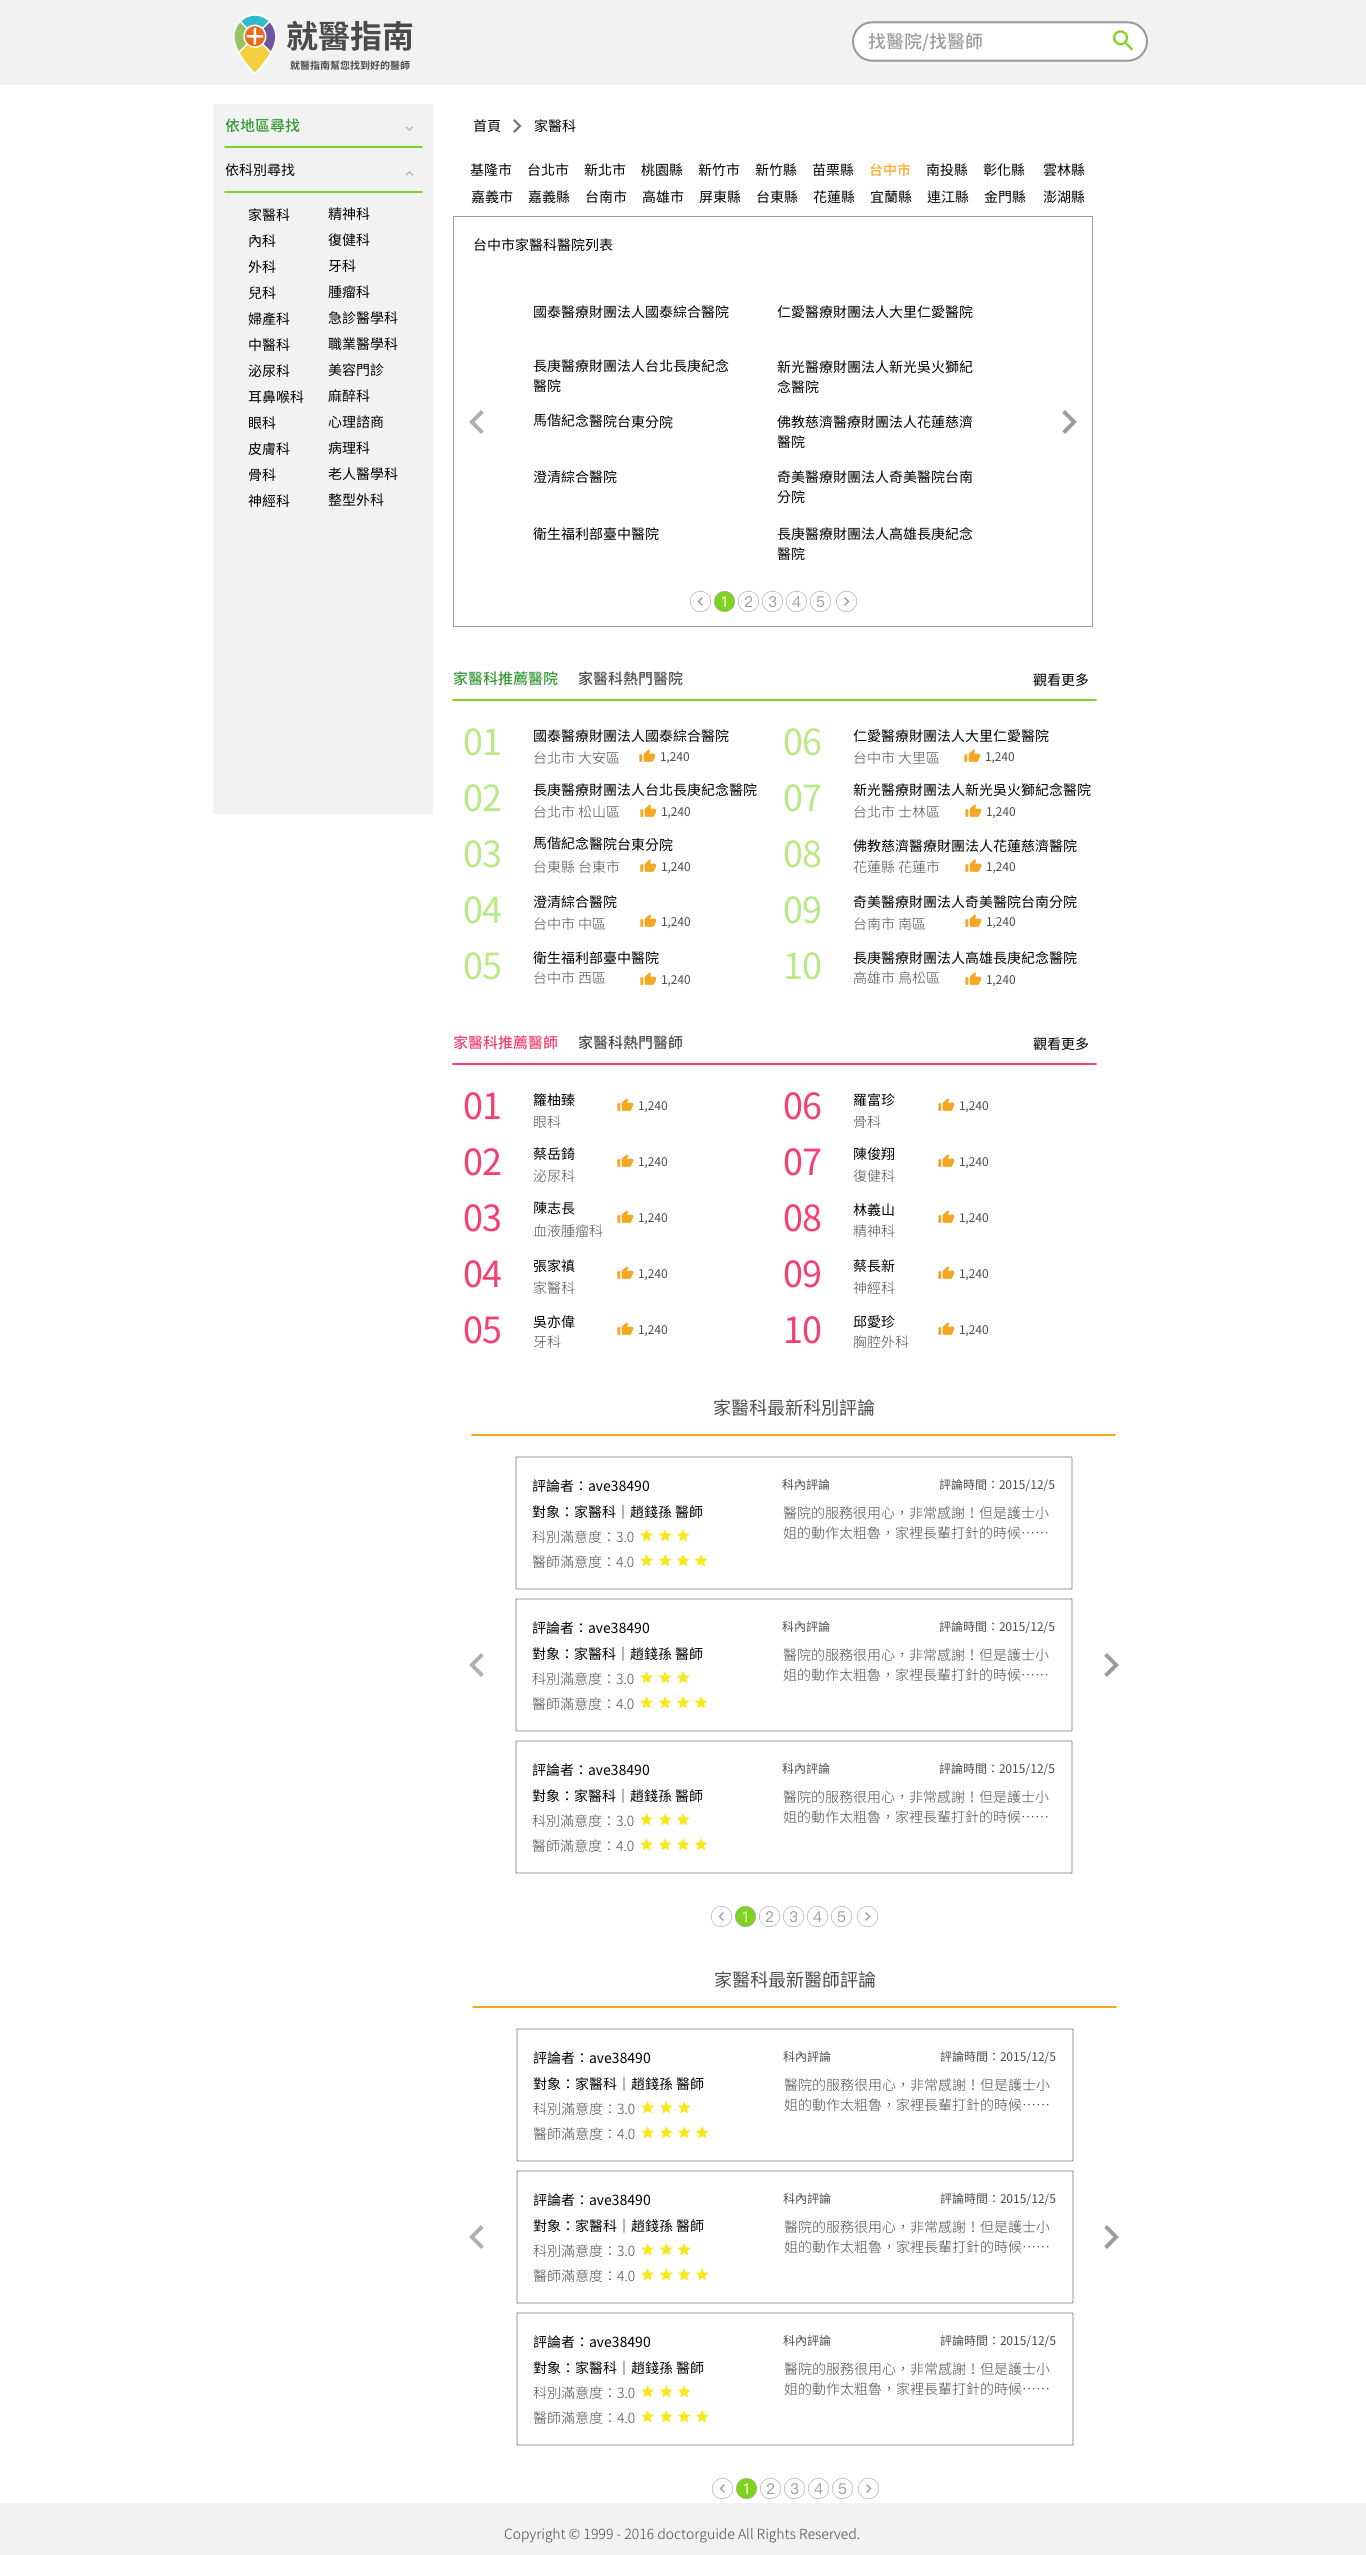 就醫指南
就醫指南幫您找到好的醫師
找醫院/找醫師
依地區尋找
依科別尋找
家醫科 精神科
內科 復健科
外科 牙科
兒科 腫瘤科
婦產科 急診醫學科
中醫科 職業醫學科
泌尿科 美容門診
耳鼻喉科 麻醉科
眼科 心理諮商
皮膚科 病理科
骨科 老人醫學科
神經科 整型外科
首頁 家醫科
基隆市 台北市 新北市 桃園縣 新竹市 新竹縣 苗栗縣 台中市 南投縣 彰化縣 雲林縣
嘉義市 嘉義縣 台南市 高雄市 屏東縣 台東縣 花蓮縣 宜蘭縣 連江縣 金門縣 澎湖縣
台中市家醫科醫院列表
國泰醫療財團法人國泰綜合醫院
仁愛醫療財團法人大里仁愛醫院
長庚醫療財團法人台北長庚紀念
醫院
新光醫療財團法人新光吳火獅紀
念醫院
馬偕紀念醫院台東分院
佛教慈濟醫療財團法人花蓮慈濟
醫院
澄清綜合醫院
奇美醫療財團法人奇美醫院台南
分院
衛生福利部臺中醫院
長庚醫療財團法人高雄長庚紀念
醫院
1 2 3 4 5
家醫科推薦醫院 家醫科熱門醫院 觀看更多
01 國泰醫療財團法人國泰綜合醫院
台北市 大安區 1,240
06 仁愛醫療財團法人大里仁愛醫院
台中市 大里區 1,240
02 長庚醫療財團法人台北長庚紀念醫院
台北市 松山區 1,240
07 新光醫療財團法人新光吳火獅紀念醫院
台北市 士林區 1,240
03 馬偕紀念醫院台東分院
台東縣 台東市 1,240
08 佛教慈濟醫療財團法人花蓮慈濟醫院
花蓮縣 花蓮市 1,240
04 澄清綜合醫院
台中市 中區 1,240
09 奇美醫療財團法人奇美醫院台南分院
台南市 南區 1,240
05 衛生福利部臺中醫院
台中市 西區 1,240
10 長庚醫療財團法人高雄長庚紀念醫院
高雄市 鳥松區 1,240
家醫科推薦醫師 家醫科熱門醫師 觀看更多
01 籮柚臻 1,240
眼科
06 羅富珍 1,240
骨科
02 蔡岳錡 1,240
泌尿科
07 陳俊翔 1,240
復健科
03 陳志長 1,240
血液腫瘤科
08 林義山 1,240
精神科
04 張家禛 1,240
家醫科
09 蔡長新 1,240
神經科
05 吳亦偉 1,240
牙科
10 邱愛珍 1,240
胸腔外科
家醫科最新科別評論
評論者：ave38490 科內評論 評論時間：2015/12/5
對象：家醫科｜趙錢孫 醫師
科別滿意度：3.0
醫師滿意度：4.0
醫院的服務很用心，非常感謝！但是護士小
姐的動作太粗魯，家裡長輩打針的時候……
評論者：ave38490 科內評論 評論時間：2015/12/5
對象：家醫科｜趙錢孫 醫師
科別滿意度：3.0
醫師滿意度：4.0
醫院的服務很用心，非常感謝！但是護士小
姐的動作太粗魯，家裡長輩打針的時候……
評論者：ave38490 科內評論 評論時間：2015/12/5
對象：家醫科｜趙錢孫 醫師
科別滿意度：3.0
醫師滿意度：4.0
醫院的服務很用心，非常感謝！但是護士小
姐的動作太粗魯，家裡長輩打針的時候……
1 2 3 4 5
家醫科最新醫師評論
評論者：ave38490 科內評論 評論時間：2015/12/5
對象：家醫科｜趙錢孫 醫師
科別滿意度：3.0
醫師滿意度：4.0
醫院的服務很用心，非常感謝！但是護士小
姐的動作太粗魯，家裡長輩打針的時候……
評論者：ave38490 科內評論 評論時間：2015/12/5
對象：家醫科｜趙錢孫 醫師
科別滿意度：3.0
醫師滿意度：4.0
醫院的服務很用心，非常感謝！但是護士小
姐的動作太粗魯，家裡長輩打針的時候……
評論者：ave38490 科內評論 評論時間：2015/12/5
對象：家醫科｜趙錢孫 醫師
科別滿意度：3.0
醫師滿意度：4.0
醫院的服務很用心，非常感謝！但是護士小
姐的動作太粗魯，家裡長輩打針的時候……
1 2 3 4 5
Copyright © 1999 - 2016 doctorguide All Rights Reserved.